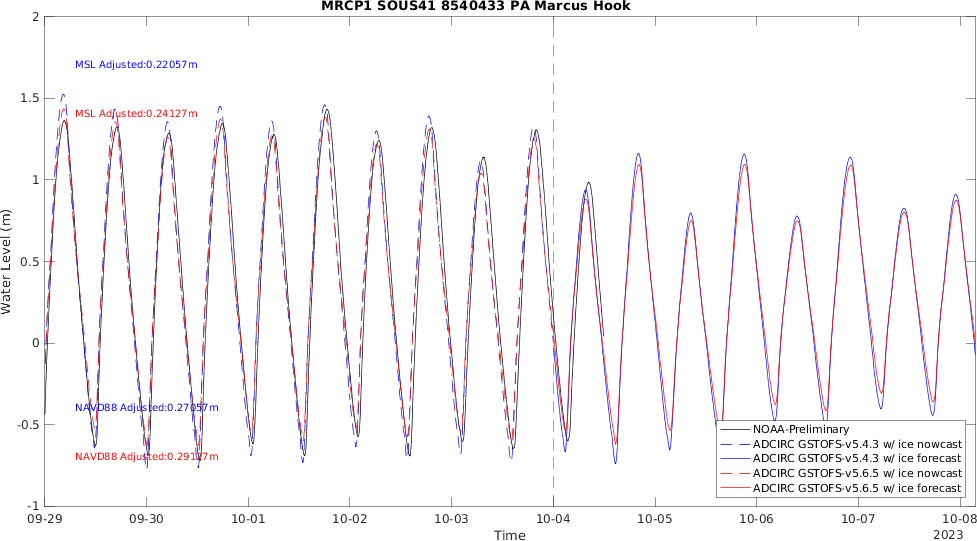 MRCP1 SOUS41 8540433 PA Marcus Hook
2
MSL Adjusted:0.22057m
1.5
MSL Adjusted:0.24127m
1
Water Level (m)
0.5
0
NAVD88 Adjusted:0.27057m
-0.5
NAVD88 Adjusted:0.29127m
NOAA-Preliminary
ADCIRC GSTOFS-v5.4.3 w/ ice nowcast
ADCIRC GSTOFS-v5.4.3 w/ ice forecast
ADCIRC GSTOFS-v5.6.5 w/ ice nowcast
ADCIRC GSTOFS-v5.6.5 w/ ice forecast
-1
09-29 09-30 10-01 10-02 10-03 10-04 10-05 10-06 10-07 10-08
Time
2023